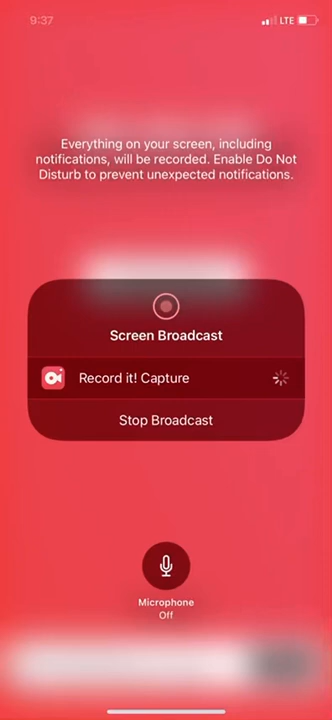 9:37
LTE
Everything on your screen, including
notifications, will be recorded. Enable Do Not
Disturb to prevent unexpected notifications.
Screen Broadcast
Record it! Capture
Stop Broadcast
Microphone
Off